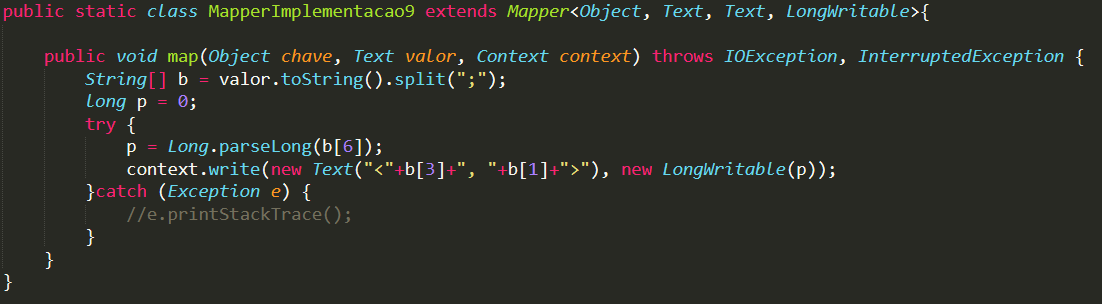 public static class MapperImplementacao9 extends Mapper<Object, Text, Text, LongWritable>{
public void map(Object chave, Text valor, Context context) throws IOException, InterruptedException {
String[] b = valor.toString().split(";");
long p = 0;
try {
p = Long.parseLong(b[6]);
context.write(new Text("<"+b[3]+", "+b[1]+">"), new LongWritable(p));
}catch (Exception e) {
//e.printStackTrace();
}
}
}